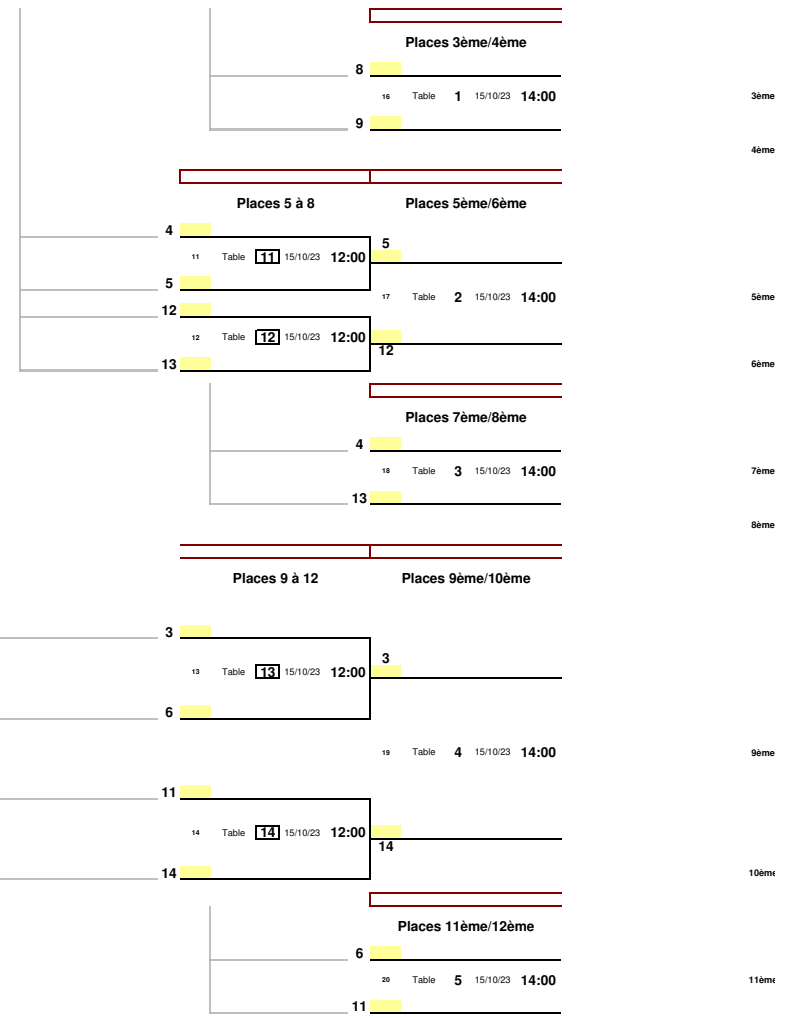 Places 3ème/4ème
8
16 Table 1 15/10/23 14:00 3ème
9
4ème
Places 5 à 8 Places 5ème/6ème
4
5
11 Table 11 15/10/23 12:00
5
17 Table 2 15/10/23 14:00 5ème
12
12 Table 12 15/10/23 12:00
12
13 6ème
Places 7ème/8ème
4
18 Table 3 15/10/23 14:00 7ème
13
8ème
Places 9 à 12 Places 9ème/10ème
3
3
13 Table 13 15/10/23 12:00
6
19 Table 4 15/10/23 14:00 9ème
11
14 Table 14 15/10/23 12:00
14
14 10ème
Places 11ème/12ème
6
20 Table 5 15/10/23 14:00 11ème
11